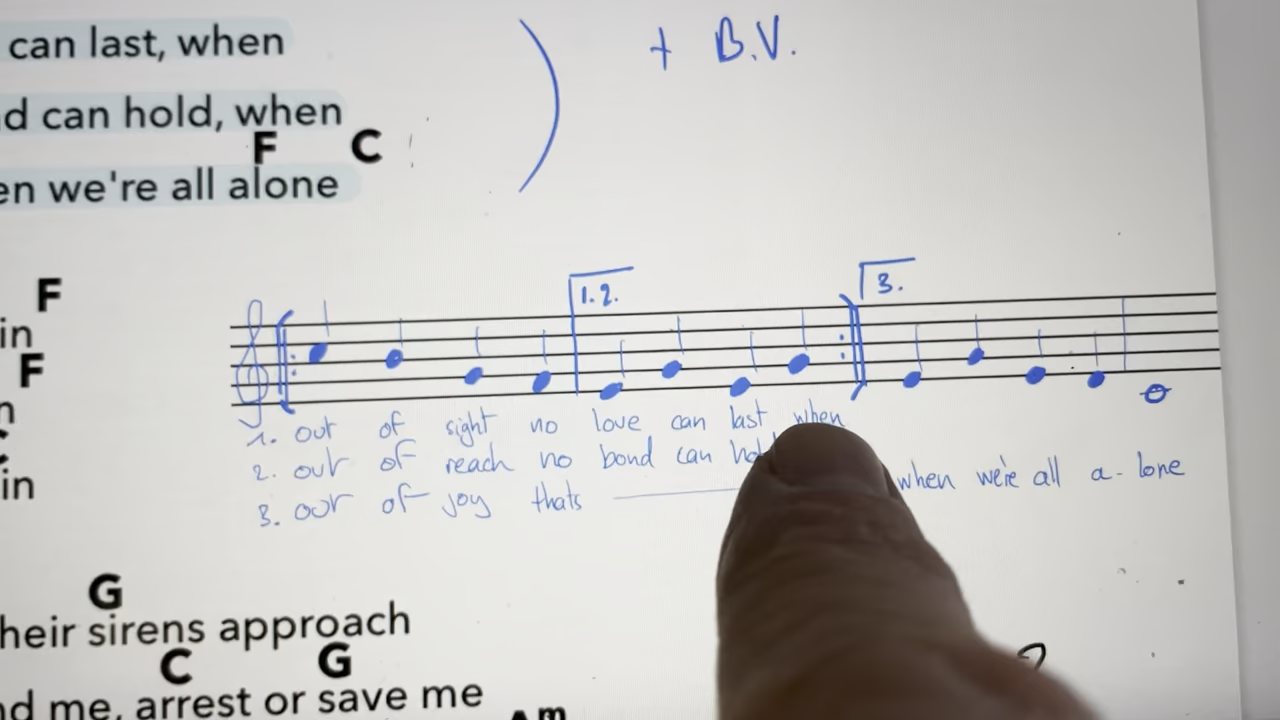 can last, when
+ B.V.
d can hold, when
F C
en we're all alone
F
in
F
1.2.
3.
n
in
1. out of sight no love can last when
2. out of reach no bond can
3. out of joy thats when we're all a-lone
G
heir sirens approach
C G
d me, arrest or save me
Am